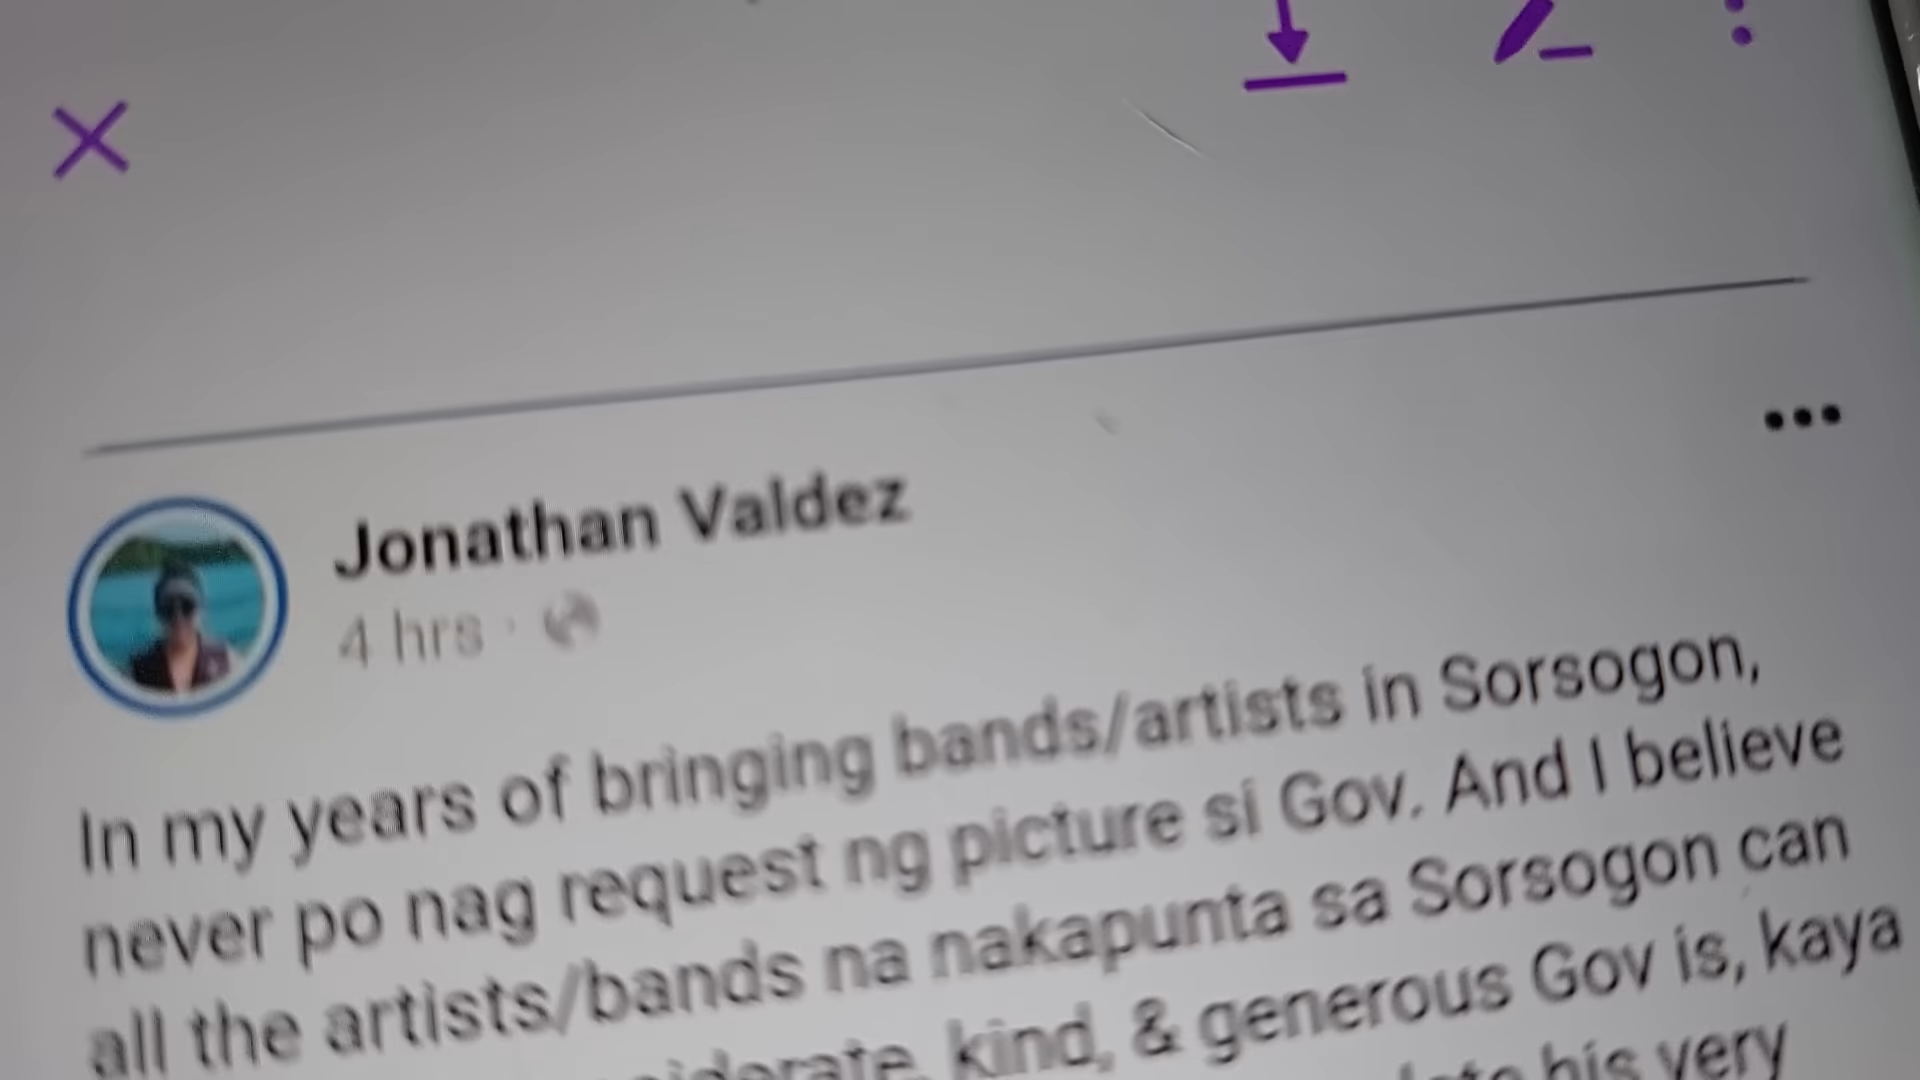 Jonathan Valdez
4 hrs ·
In my years of bringing bands/artists in Sorsogon,
never po nag request ng picture si Gov. And I believe
all the artists/bands na nakapunta sa Sorsogon can
kind, & generous Gov is, kaya
his very